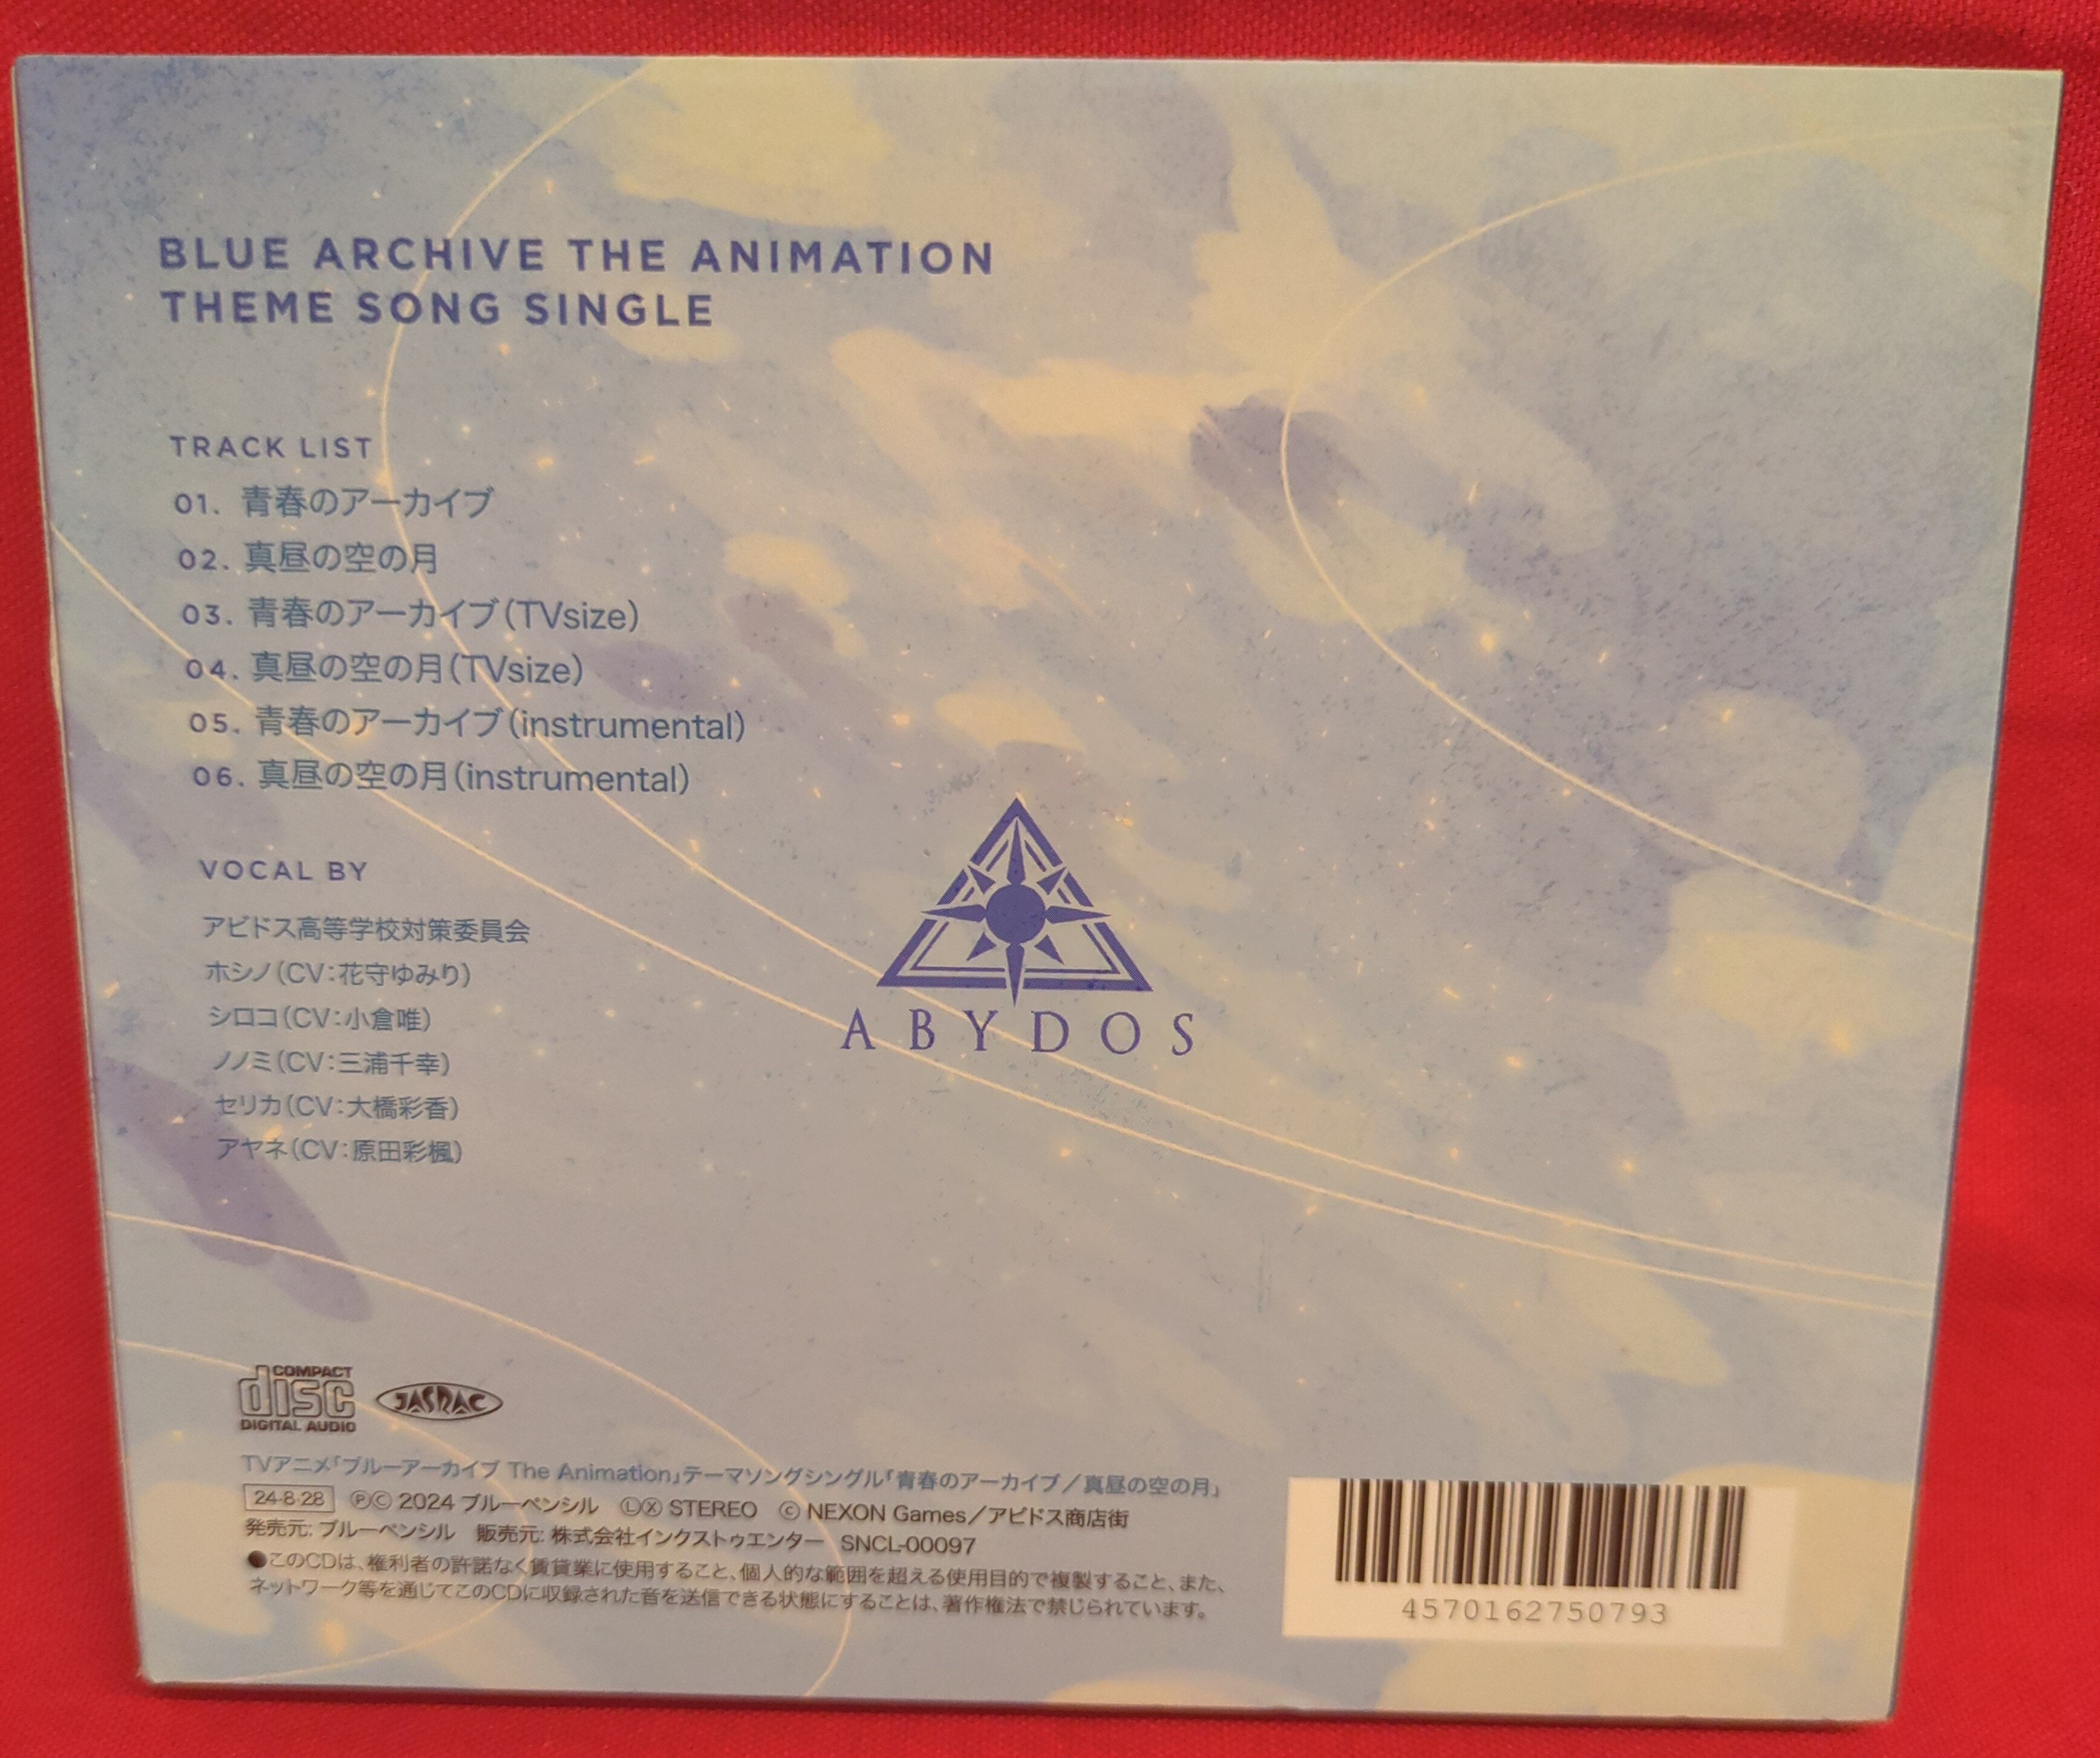 BLUE ARCHIVE THE ANIMATION
THEME SONG SINGLE
TRACK LIST
01. 青春のアーカイブ
02. 真昼の空の月
03. 青春のアーカイブ(TVsize)
04. 真昼の空の月(TVsize)
05. 青春のアーカイブ(instrumental)
06. 真昼の空の月(instrumental)
VOCAL BY
アビドス高等学校対策委員会
ホシノ(CV:花守ゆみり)
シロコ(CV:小倉唯)
ノノミ(CV:三浦千幸)
セリカ(CV:大橋彩香)
アヤネ(CV:原田彩楓)
ABYDOS
COMPACT
disc
DIGITAL AUDIO
JASRAC
TVアニメ「ブルーアーカイブ The Animation」テーマソングシングル「青春のアーカイブ／真昼の空の月」
24・8・28 ⓅⒸ 2024 ブルーペンシル ⓁⓍ STEREO ⓒ NEXON Games／アビドス商店街
発売元: ブルーペンシル 販売元: 株式会社インクストゥエンター SNCL-00097
●このCDは、権利者の許諾なく賃貸業に使用すること、個人的な範囲を超える使用目的で複製すること、また、
ネットワーク等を通じてこのCDに収録された音を送信できる状態にすることは、著作権法で禁じられています。
4570162750793